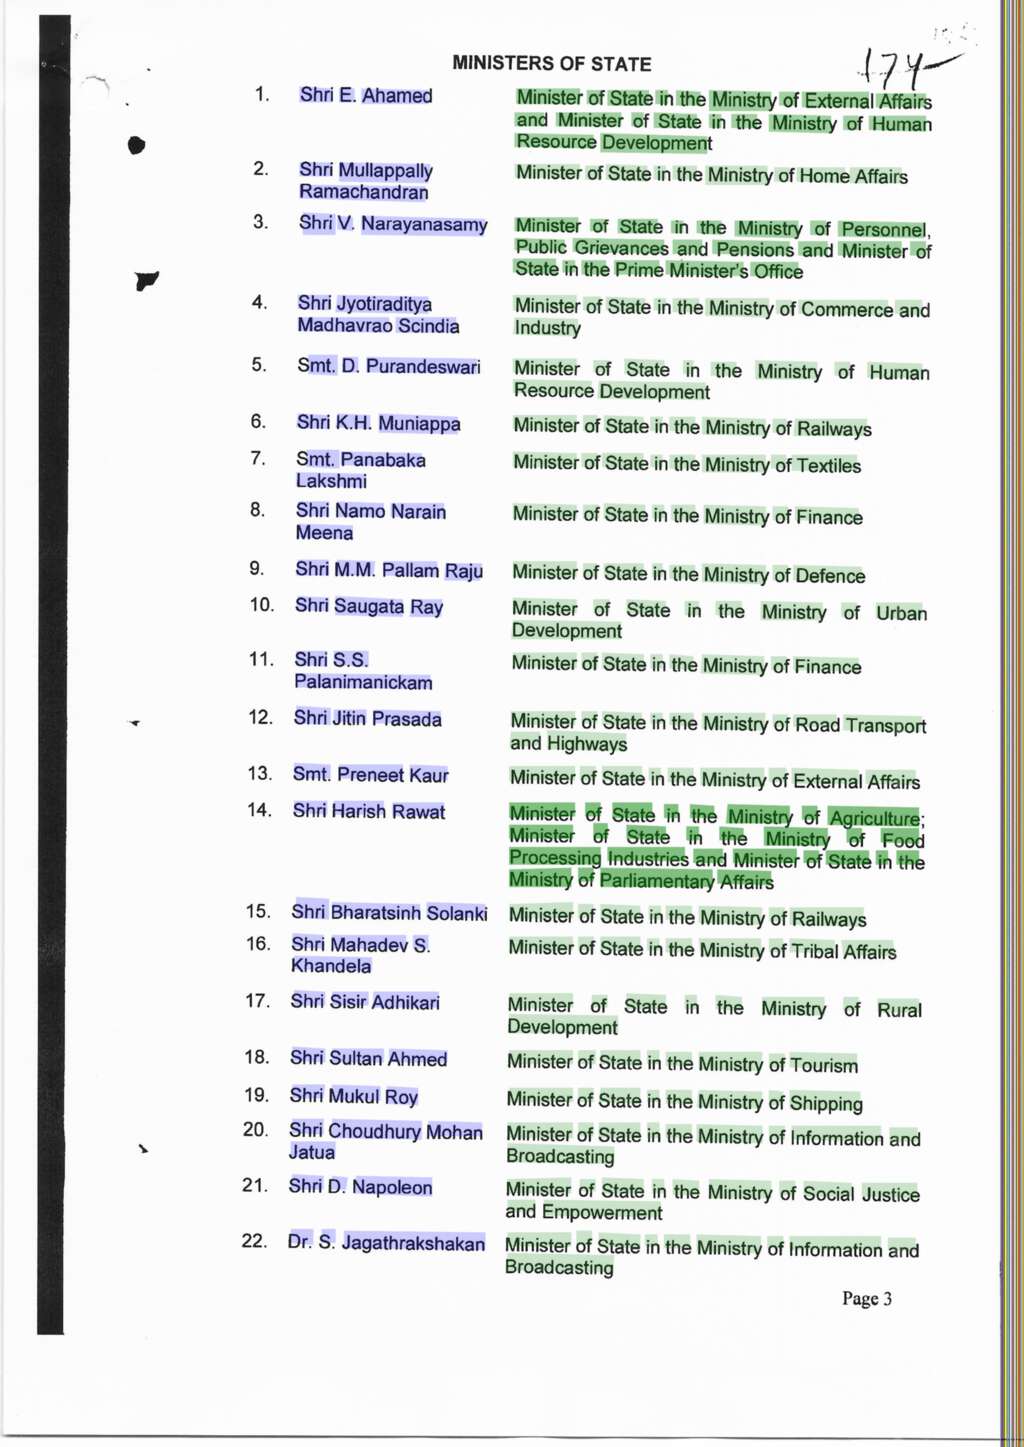 MINISTERS OF STATE
174
1. Shri E. Ahamed Minister of State in the Ministry of External Affairs
and Minister of State in the Ministry of Human
Resource Development
2. Shri Mullappally Minister of State in the Ministry of Home Affairs
Ramachandran
3. Shri V. Narayanasamy Minister of State in the Ministry of Personnel,
Public Grievances and Pensions and Minister of
State in the Prime Minister's Office
4. Shri Jyotiraditya Minister of State in the Ministry of Commerce and
Madhavrao Scindia Industry
5. Smt. D. Purandeswari Minister of State in the Ministry of Human
Resource Development
6. Shri K.H. Muniappa Minister of State in the Ministry of Railways
7. Smt. Panabaka Minister of State in the Ministry of Textiles
Lakshmi
8. Shri Namo Narain Minister of State in the Ministry of Finance
Meena
9. Shri M.M. Pallam Raju Minister of State in the Ministry of Defence
10. Shri Saugata Ray Minister of State in the Ministry of Urban
Development
11. Shri S.S. Minister of State in the Ministry of Finance
Palanimanickam
12. Shri Jitin Prasada Minister of State in the Ministry of Road Transport
and Highways
13. Smt. Preneet Kaur Minister of State in the Ministry of External Affairs
14. Shri Harish Rawat Minister of State in the Ministry of Agriculture;
Minister of State in the Ministry of Food
Processing Industries and Minister of State in the
Ministry of Parliamentary Affairs
15. Shri Bharatsinh Solanki Minister of State in the Ministry of Railways
16. Shri Mahadev S. Minister of State in the Ministry of Tribal Affairs
Khandela
17. Shri Sisir Adhikari Minister of State in the Ministry of Rural
Development
18. Shri Sultan Ahmed Minister of State in the Ministry of Tourism
19. Shri Mukul Roy Minister of State in the Ministry of Shipping
20. Shri Choudhury Mohan Minister of State in the Ministry of Information and
Jatua Broadcasting
21. Shri D. Napoleon Minister of State in the Ministry of Social Justice
and Empowerment
22. Dr. S. Jagathrakshakan Minister of State in the Ministry of Information and
Broadcasting
Page 3